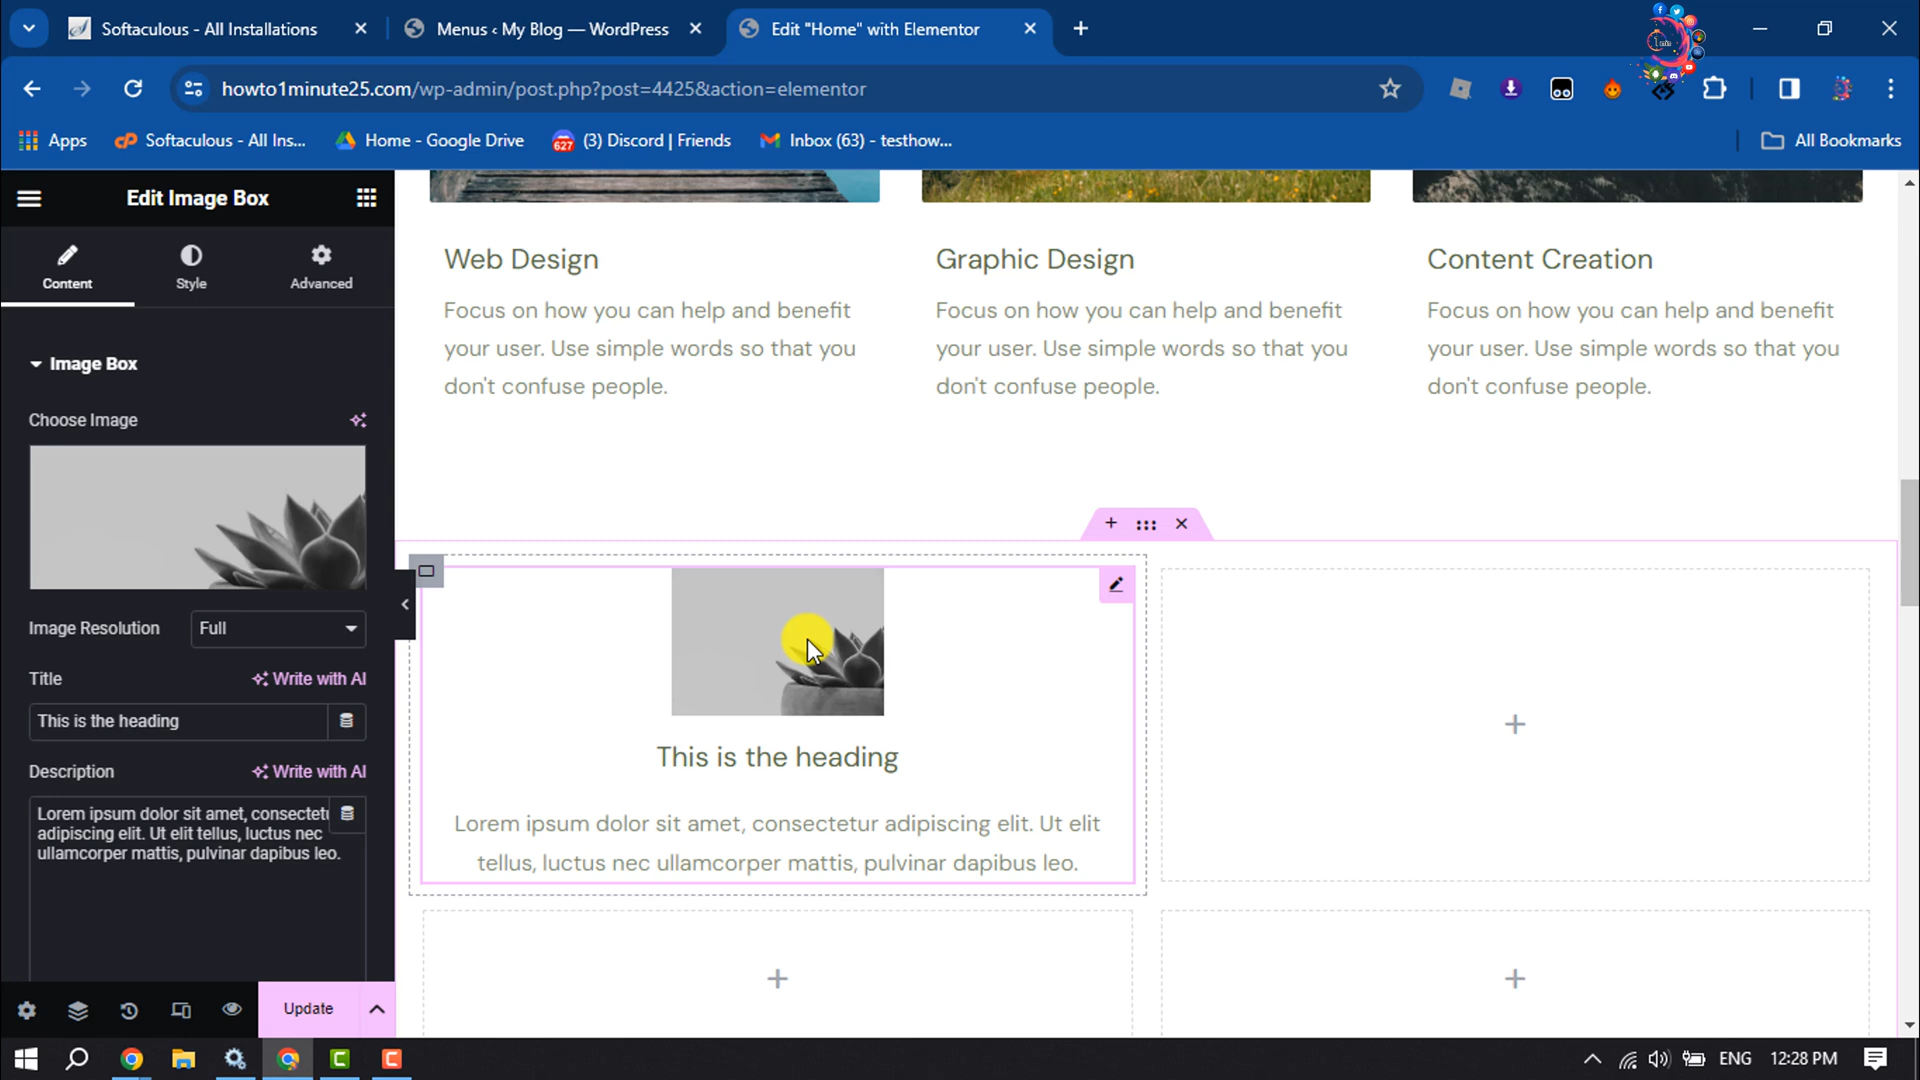 Softaculous - All Installations
Menus ‹ My Blog — WordPress
Edit "Home" with Elementor
howto1minute25.com/wp-admin/post.php?post=4425&action=elementor
Apps
Softaculous - All Ins...
Home - Google Drive
627
(3) Discord | Friends
Inbox (63) - testhow...
All Bookmarks
Edit Image Box
Content
Style
Advanced
Image Box
Choose Image
Image Resolution
Full
Title
Write with AI
This is the heading
Description
Write with AI
Lorem ipsum dolor sit amet, consectetu
adipiscing elit. Ut elit tellus, luctus nec
ullamcorper mattis, pulvinar dapibus leo.
Update
Web Design
Focus on how you can help and benefit
your user. Use simple words so that you
don't confuse people.
Graphic Design
Focus on how you can help and benefit
your user. Use simple words so that you
don't confuse people.
Content Creation
Focus on how you can help and benefit
your user. Use simple words so that you
don't confuse people.
This is the heading
Lorem ipsum dolor sit amet, consectetur adipiscing elit. Ut elit
tellus, luctus nec ullamcorper mattis, pulvinar dapibus leo.
ENG
12:28 PM